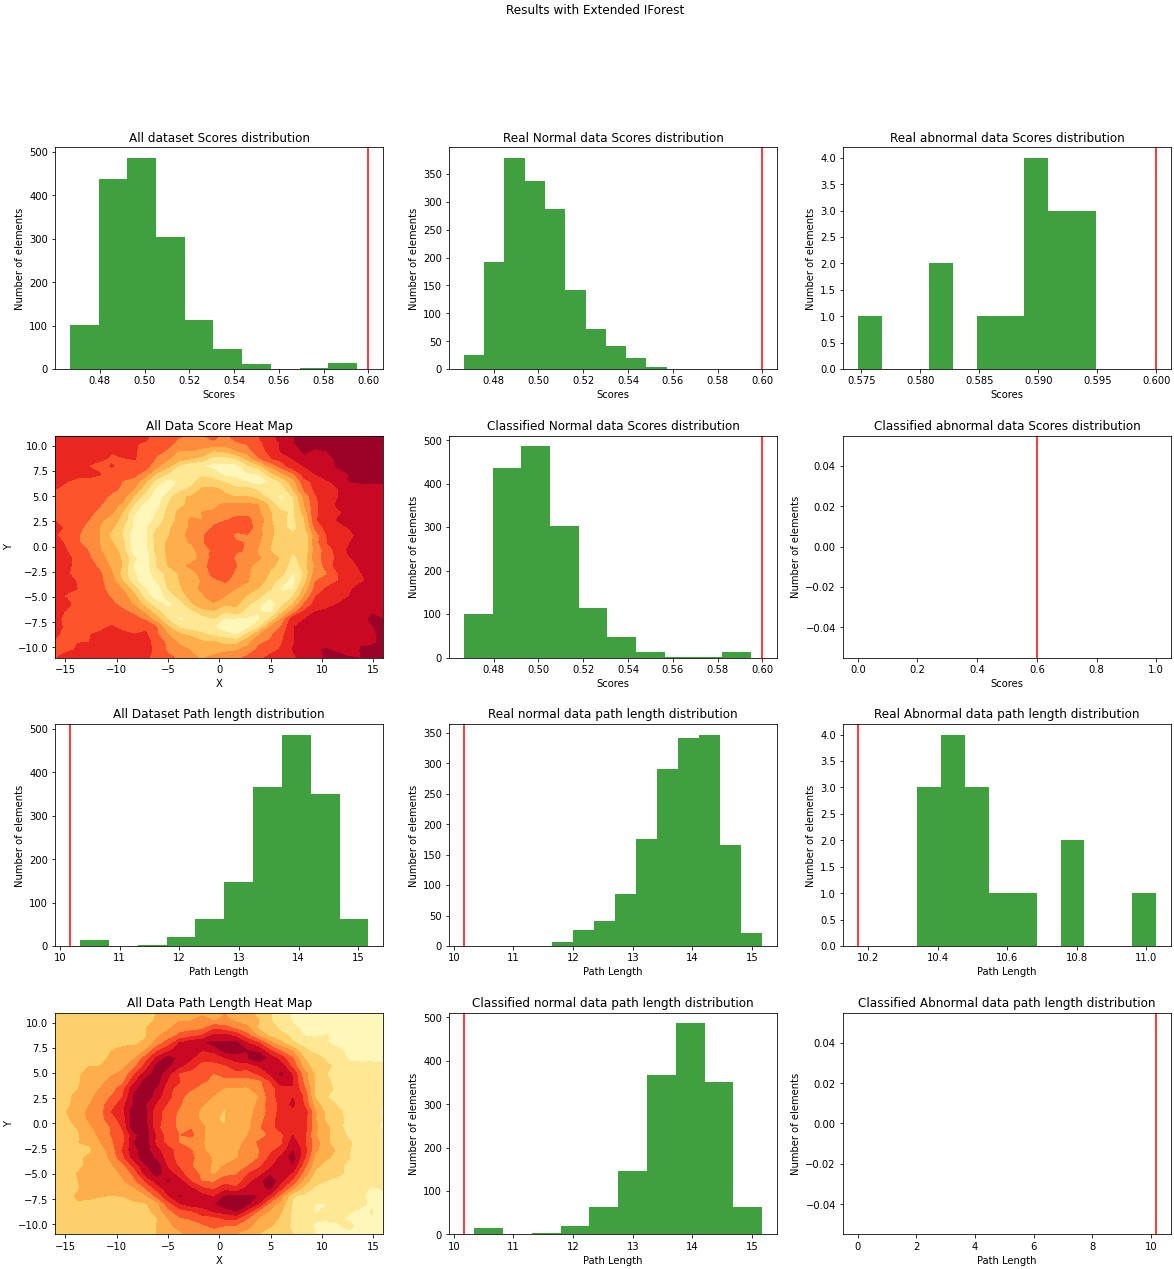 Results with Extended IForest
All dataset Scores distribution
Number of elements
500
400
300
200
100
0
0.48 0.50 0.52 0.54 0.56 0.58 0.60
Scores
Real Normal data Scores distribution
Number of elements
350
300
250
200
150
100
50
0
0.48 0.50 0.52 0.54 0.56 0.58 0.60
Scores
Real abnormal data Scores distribution
Number of elements
4.0
3.5
3.0
2.5
2.0
1.5
1.0
0.5
0.0
0.575 0.580 0.585 0.590 0.595 0.600
Scores
All Data Score Heat Map
Y
10.0
7.5
5.0
2.5
0.0
−2.5
−5.0
−7.5
−10.0
−15 −10 −5 0 5 10 15
X
Classified Normal data Scores distribution
Number of elements
500
400
300
200
100
0
0.48 0.50 0.52 0.54 0.56 0.58 0.60
Scores
Classified abnormal data Scores distribution
Number of elements
0.04
0.02
0.00
−0.02
−0.04
0.0 0.2 0.4 0.6 0.8 1.0
Scores
All Dataset Path length distribution
Number of elements
500
400
300
200
100
0
10 11 12 13 14 15
Path Length
Real normal data path length distribution
Number of elements
350
300
250
200
150
100
50
0
10 11 12 13 14 15
Path Length
Real Abnormal data path length distribution
Number of elements
4.0
3.5
3.0
2.5
2.0
1.5
1.0
0.5
0.0
10.2 10.4 10.6 10.8 11.0
Path Length
All Data Path Length Heat Map
Y
10.0
7.5
5.0
2.5
0.0
−2.5
−5.0
−7.5
−10.0
−15 −10 −5 0 5 10 15
X
Classified normal data path length distribution
Number of elements
500
400
300
200
100
0
10 11 12 13 14 15
Path Length
Classified Abnormal data path length distribution
Number of elements
0.04
0.02
0.00
−0.02
−0.04
0 2 4 6 8 10
Path Length